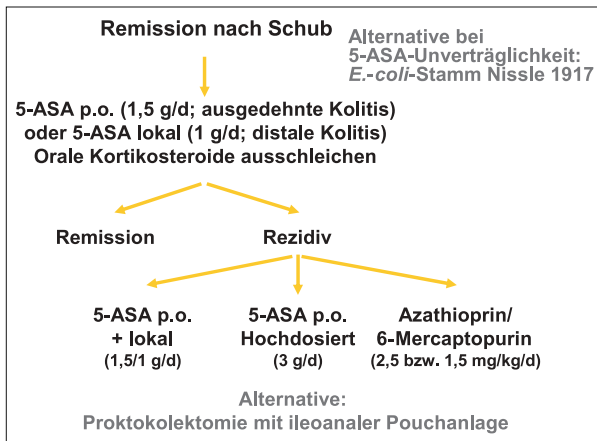 Remission nach Schub
Alternative bei
5-ASA-Unverträglichkeit:
E.-coli-Stamm Nissle 1917
5-ASA p.o. (1,5 g/d; ausgedehnte Kolitis)
oder 5-ASA lokal (1 g/d; distale Kolitis)
Orale Kortikosteroide ausschleichen
Remission
Rezidiv
5-ASA p.o.
+ lokal
(1,5/1 g/d)
5-ASA p.o.
Hochdosiert
(3 g/d)
Azathioprin/
6-Mercaptopurin
(2,5 bzw. 1,5 mg/kg/d)
Alternative:
Proktokolektomie mit ileoanaler Pouchanlage